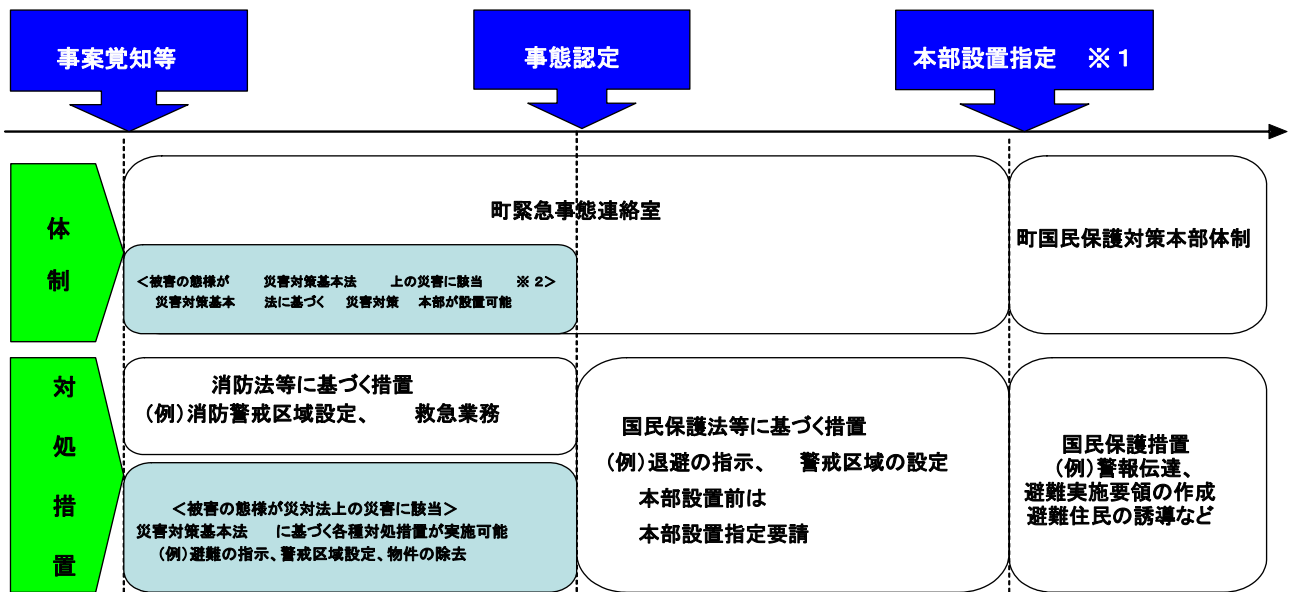 事案覚知等
事態認定
本部設置指定 ※1
体制
町緊急事態連絡室
<被害の態様が 災害対策基本法 上の災害に該当 ※2>
災害対策基本 法に基づく 災害対策 本部が設置可能
町国民保護対策本部体制
対処措置
消防法等に基づく措置
(例)消防警戒区域設定、 救急業務
<被害の態様が災対法上の災害に該当>
災害対策基本法 に基づく各種対処措置が実施可能
(例)避難の指示、警戒区域設定、物件の除去
国民保護法等に基づく措置
(例)退避の指示、 警戒区域の設定
本部設置前は
本部設置指定要請
国民保護措置
(例)警報伝達、
避難実施要領の作成
避難住民の誘導など